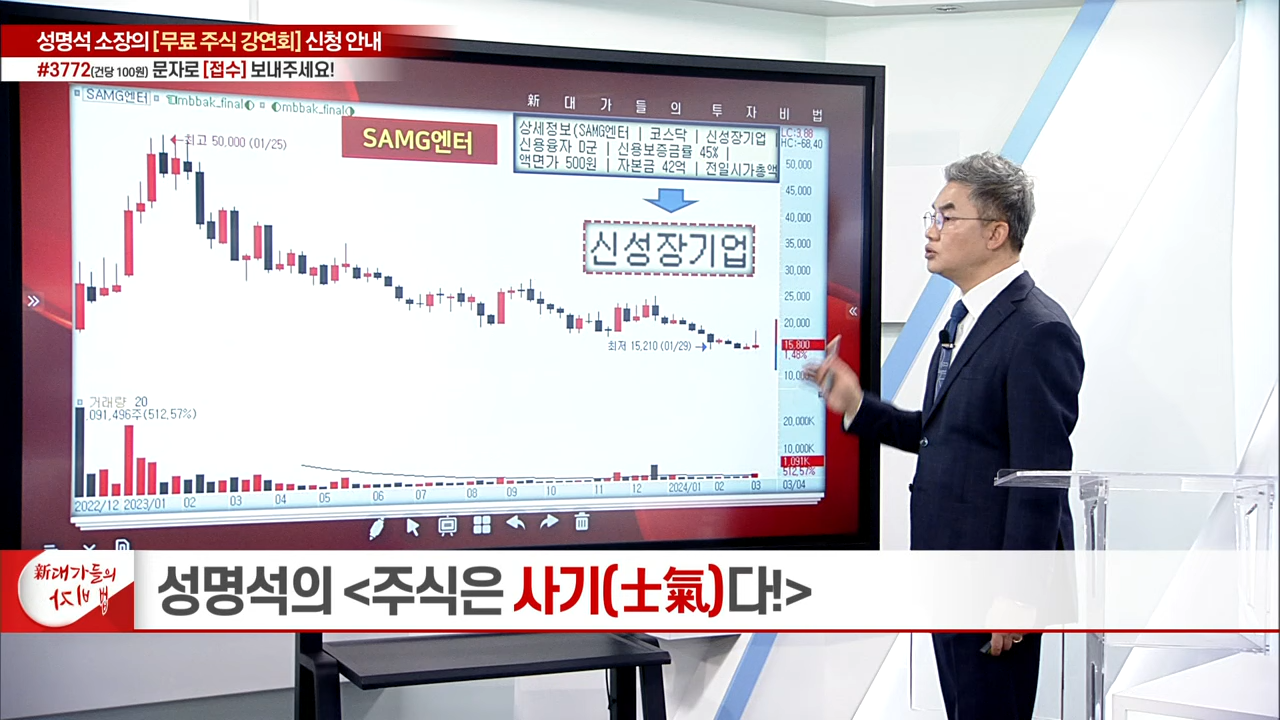 성명석 소장의 [무료 주식 강연회] 신청 안내
#3772(건당 100원) 문자로 [접수] 보내주세요!
SAMG엔터 mbbak_final mbbak_final
新 대 가 들 의 투 자 비 법
최고 50,000 (01/25)
SAMG엔터
상세정보(SAMG엔터 | 코스닥 | 신성장기업 |
신용융자 D군 | 신용보증금률 45% |
액면가 500원 | 자본금 42억 | 전일시가총액
LC:3.88
HC:-68.40
신성장기업
50,000
45,000
40,000
35,000
30,000
25,000
20,000
15,800
1.48%
10,000
최저 15,210 (01/29)
거래량 20
,091,496주(512,57%)
20,000K
10,000K
1,091K
512,57%
2022/12 2023/01 02 03 04 05 06 07 08 09 10 11 12 2024/01 02 03 03/04
新대가들의
성명석의 <주식은 사기(士氣)다!>